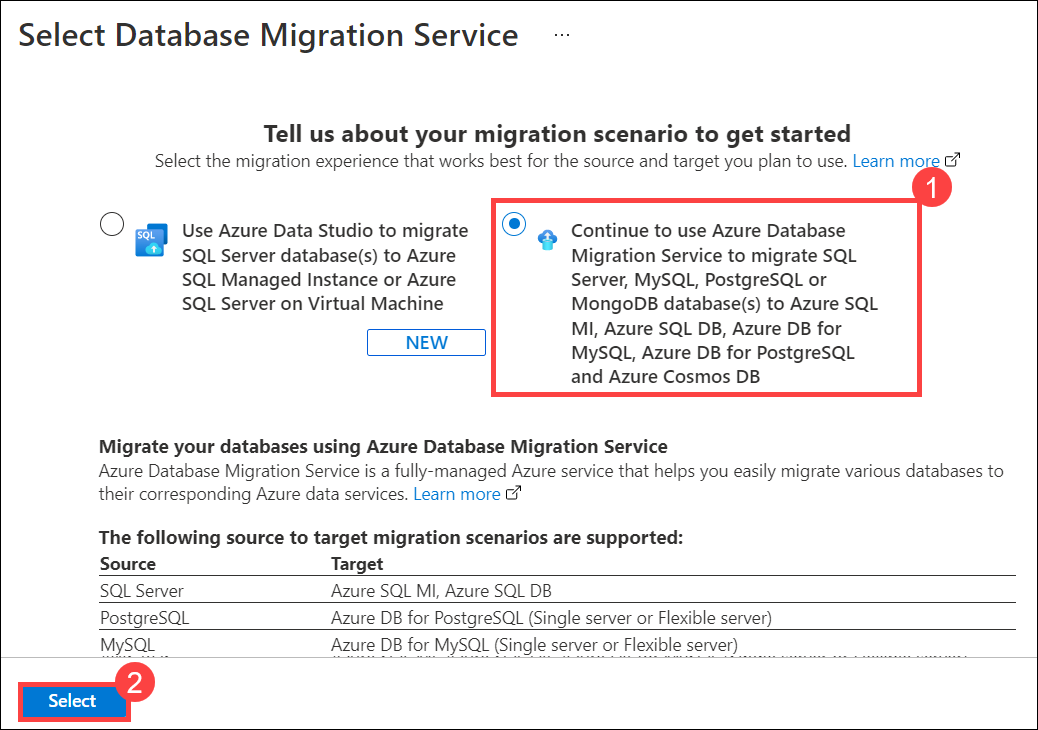 Select Database Migration Service ...
Tell us about your migration scenario to get started
Select the migration experience that works best for the source and target you plan to use. Learn more
1
SQL
Use Azure Data Studio to migrate
SQL Server database(s) to Azure
SQL Managed Instance or Azure
SQL Server on Virtual Machine
NEW
Continue to use Azure Database
Migration Service to migrate SQL
Server, MySQL, PostgreSQL or
MongoDB database(s) to Azure SQL
MI, Azure SQL DB, Azure DB for
MySQL, Azure DB for PostgreSQL
and Azure Cosmos DB
Migrate your databases using Azure Database Migration Service
Azure Database Migration Service is a fully-managed Azure service that helps you easily migrate various databases to
their corresponding Azure data services. Learn more
The following source to target migration scenarios are supported:
Source Target
SQL Server Azure SQL MI, Azure SQL DB
PostgreSQL Azure DB for PostgreSQL (Single server or Flexible server)
MySQL Azure DB for MySQL (Single server or Flexible server)
2
Select